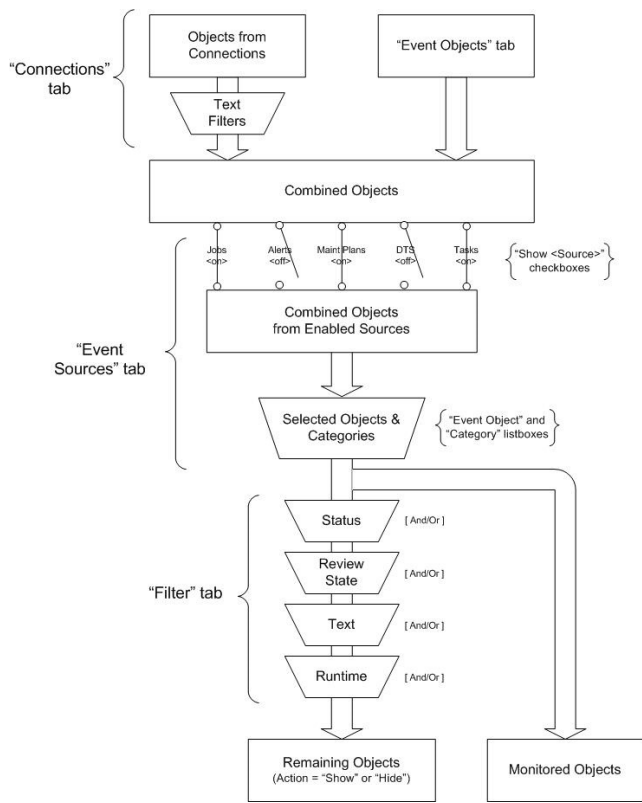 Objects from
Connections
“Event Objects” tab
“Connections”
tab
Text
Filters
Combined Objects
Jobs
<on>
Alerts
<off>
Maint Plans
<on>
DTS
<off>
Tasks
<on>
“Show <Source>”
checkboxes
Combined Objects
from Enabled Sources
“Event
Sources” tab
Selected Objects &
Categories
“Event Object” and
“Category” listboxes
Status
[ And/Or ]
Review
State
[ And/Or ]
“Filter” tab
Text
[ And/Or ]
Runtime
[ And/Or ]
Remaining Objects
(Action = “Show” or “Hide”)
Monitored Objects